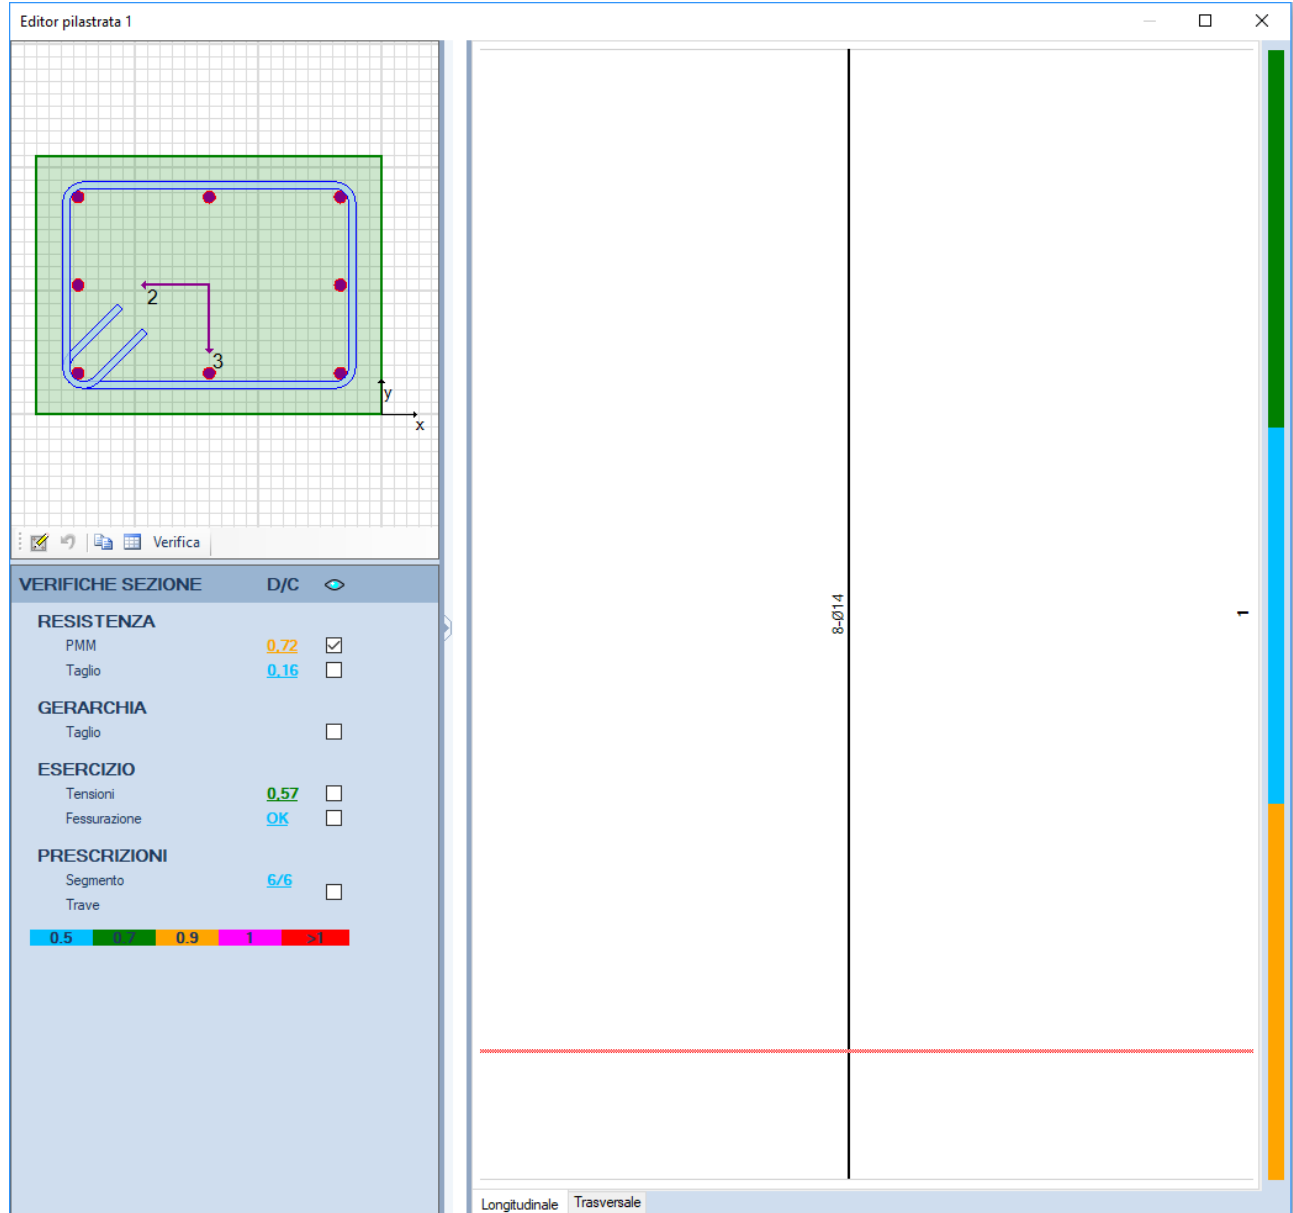 Editor pilastrata 1
2
3
y
x
Verifica
VERIFICHE SEZIONE D/C
RESISTENZA
PMM 0,72
Taglio 0,16
GERARCHIA
Taglio
ESERCIZIO
Tensioni 0,57
Fessurazione OK
PRESCRIZIONI
Segmento 6/6
Trave
0.5 0.7 0.9 1 >1
8-Ø14
1
Longitudinale Trasversale